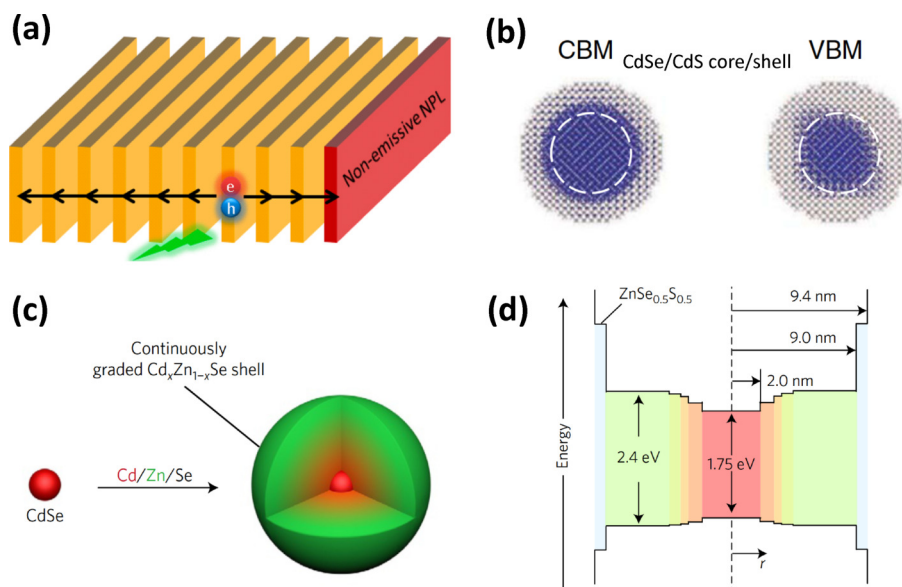 (a)
Non-emissive NPL
e
h
(b)
CBM
CdSe/CdS core/shell
VBM
(c)
Continuously
graded CdₓZn₁₋ₓSe shell
Cd/Zn/Se
CdSe
(d)
ZnSe₀.₅S₀.₅
9.4 nm
9.0 nm
2.0 nm
Energy
2.4 eV
1.75 eV
r